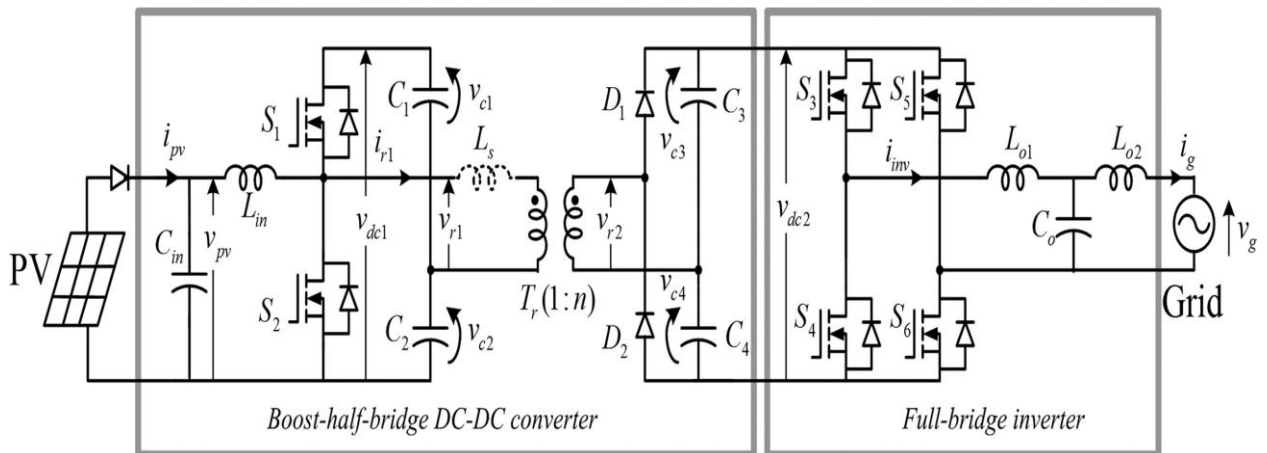 PV
i_pv
C_in
v_pv
L_in
S_1
S_2
v_dc1
i_r1
C_1
v_c1
C_2
v_c2
L_s
v_r1
T_r(1:n)
v_r2
D_1
D_2
v_c3
v_c4
C_3
C_4
v_dc2
S_3
S_5
S_4
S_6
i_inv
L_o1
L_o2
C_o
i_g
v_g
Grid
Boost-half-bridge DC-DC converter
Full-bridge inverter